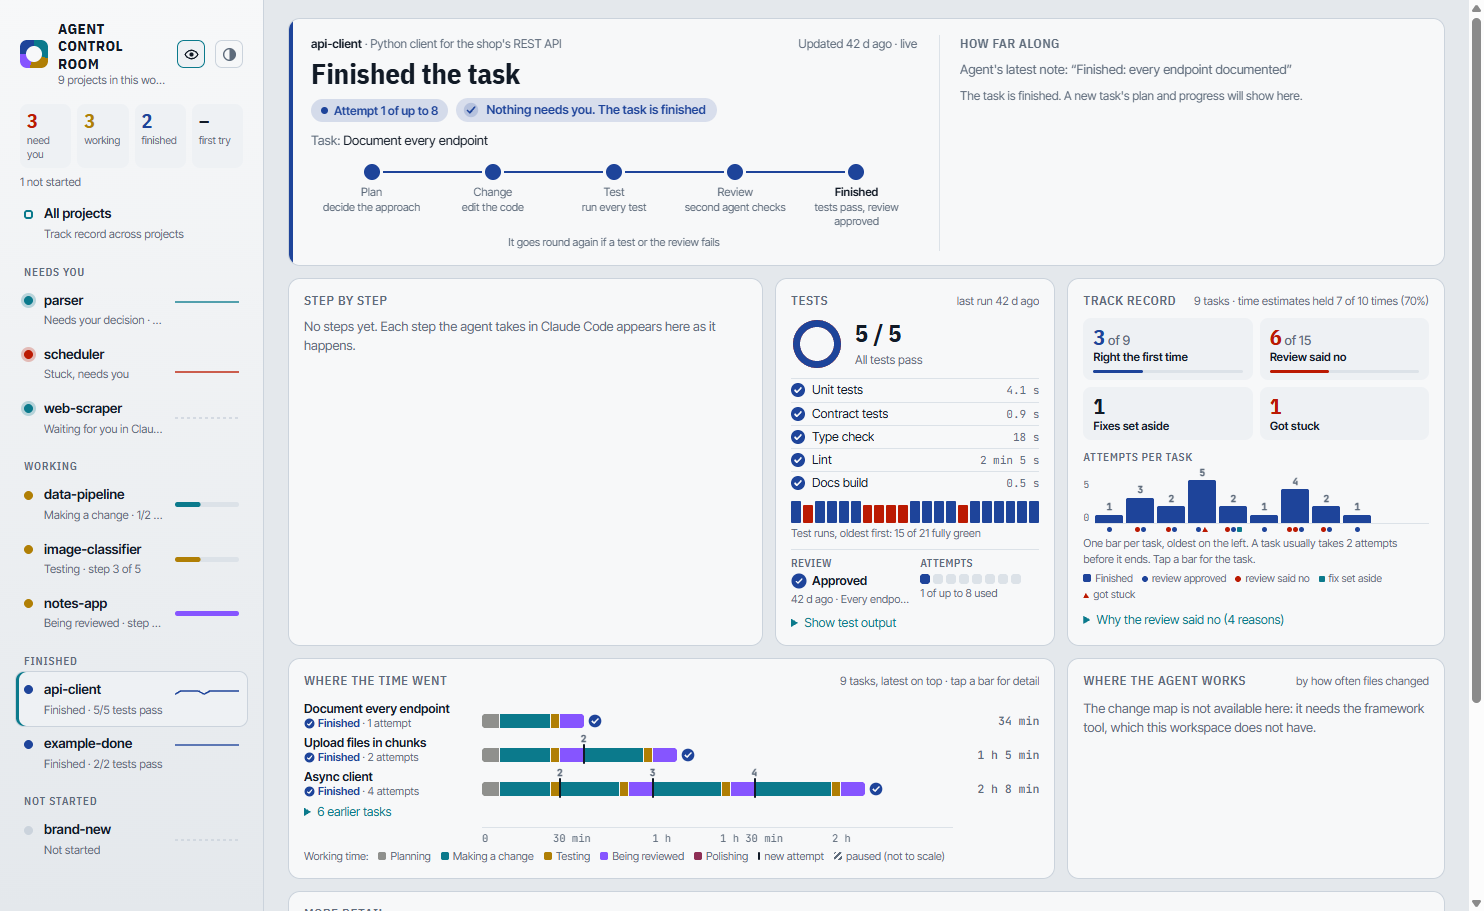 AGENT
CONTROL
ROOM
9 projects in this wo...
3
need
you
3
working
2
finished
–
first try
1 not started
All projects
Track record across projects
NEEDS YOU
parser
Needs your decision · ...
scheduler
Stuck, needs you
web-scraper
Waiting for you in Clau...
WORKING
data-pipeline
Making a change · 1/2 ...
image-classifier
Testing · step 3 of 5
notes-app
Being reviewed · step ...
FINISHED
api-client
Finished · 5/5 tests pass
example-done
Finished · 2/2 tests pass
NOT STARTED
brand-new
Not started
api-client · Python client for the shop's REST API
Updated 42 d ago · live
Finished the task
Attempt 1 of up to 8
Nothing needs you. The task is finished
Task: Document every endpoint
Plan
decide the approach
Change
edit the code
Test
run every test
Review
second agent checks
Finished
tests pass, review
approved
It goes round again if a test or the review fails
HOW FAR ALONG
Agent's latest note: “Finished: every endpoint documented”
The task is finished. A new task's plan and progress will show here.
STEP BY STEP
No steps yet. Each step the agent takes in Claude Code appears here as it
happens.
TESTS
last run 42 d ago
5 / 5
All tests pass
Unit tests 4.1 s
Contract tests 0.9 s
Type check 18 s
Lint 2 min 5 s
Docs build 0.5 s
Test runs, oldest first: 15 of 21 fully green
REVIEW
Approved
42 d ago · Every endpo...
ATTEMPTS
1 of up to 8 used
Show test output
TRACK RECORD
9 tasks · time estimates held 7 of 10 times (70%)
3 of 9
Right the first time
6 of 15
Review said no
1
Fixes set aside
1
Got stuck
ATTEMPTS PER TASK
5
0
1 3 2 5 2 1 4 2 1
One bar per task, oldest on the left. A task usually takes 2 attempts
before it ends. Tap a bar for the task.
Finished review approved review said no fix set aside
got stuck
Why the review said no (4 reasons)
WHERE THE TIME WENT
9 tasks, latest on top · tap a bar for detail
Document every endpoint
Finished · 1 attempt
34 min
Upload files in chunks
Finished · 2 attempts
2
1 h 5 min
Async client
Finished · 4 attempts
2 3 4
2 h 8 min
6 earlier tasks
0 30 min 1 h 1 h 30 min 2 h
Working time: Planning Making a change Testing Being reviewed Polishing new attempt paused (not to scale)
WHERE THE AGENT WORKS
by how often files changed
The change map is not available here: it needs the framework
tool, which this workspace does not have.
MORE DETAIL